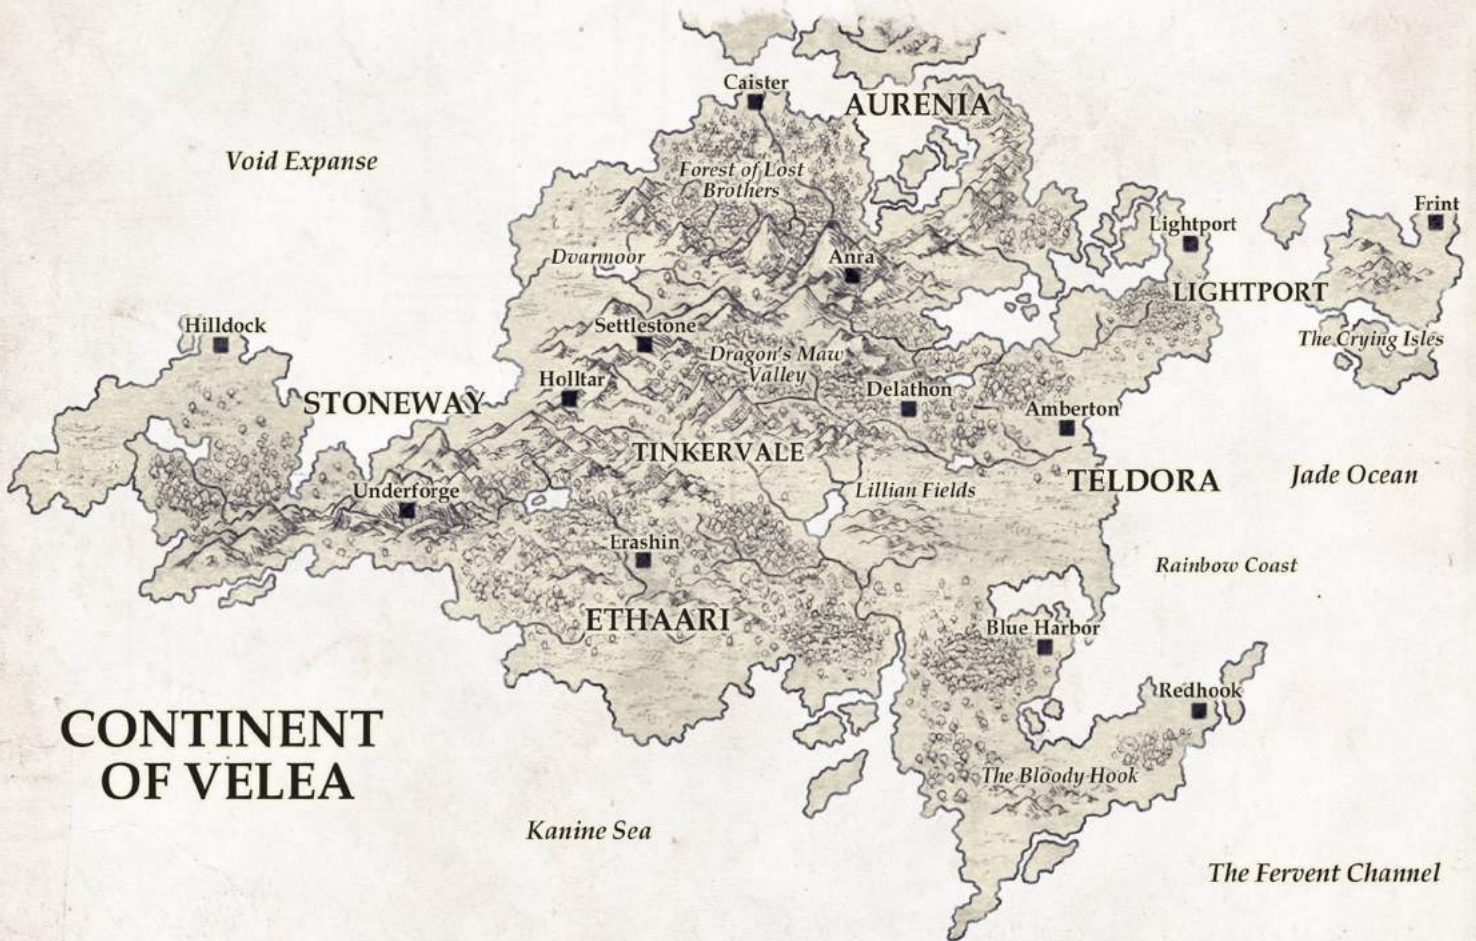 Caister
AURENIA
Void Expanse
Forest of Lost
Brothers
Frint
Lightport
Dvarmoor
Anra
LIGHTPORT
Hilldock
Settlestone
The Crying Isles
Dragon's Maw
Valley
Holltar
Delathon
STONEWAY
Amberton
TINKERVALE
Jade Ocean
TELDORA
Underforge
Lillian Fields
Erashin
Rainbow Coast
ETHAARI
Blue Harbor
Redhook
CONTINENT
OF VELEA
The Bloody Hook
Kanine Sea
The Fervent Channel